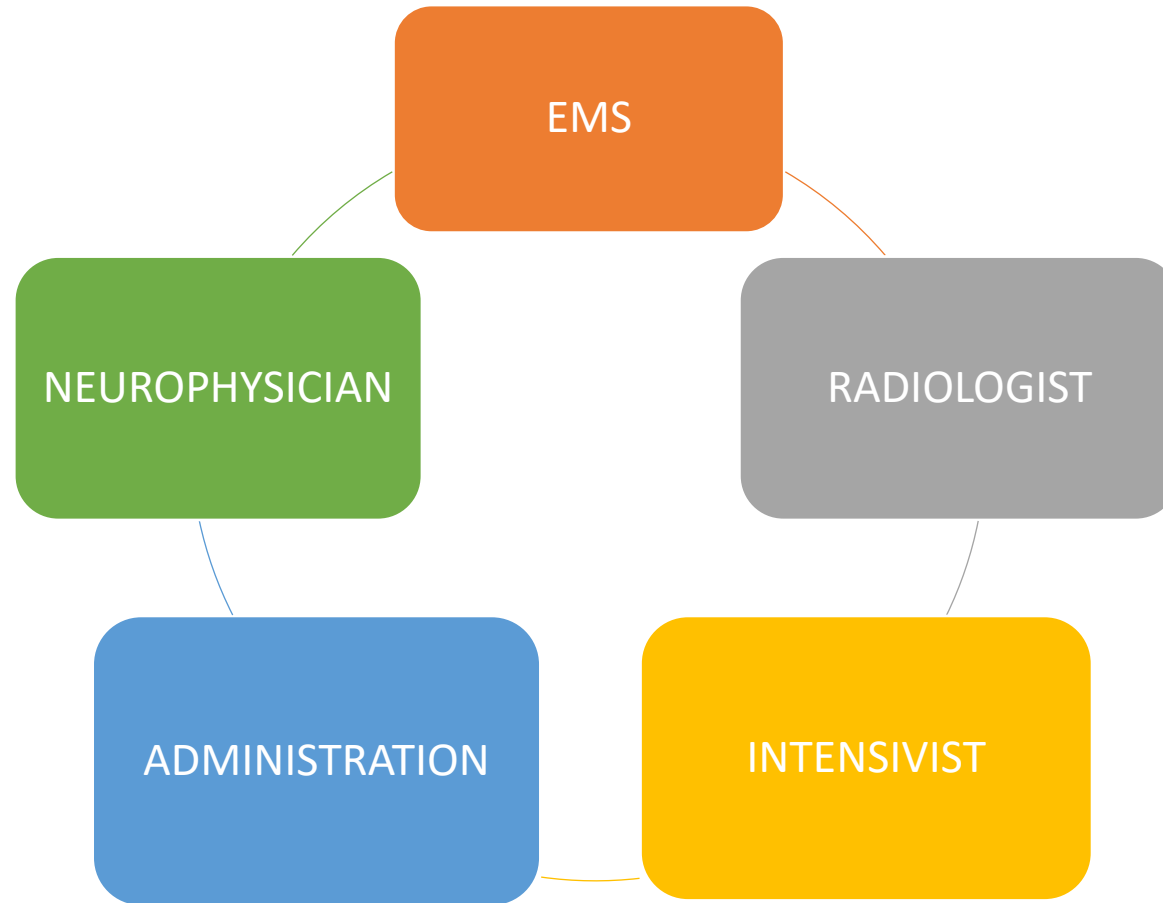 EMS
NEUROPHYSICIAN
RADIOLOGIST
ADMINISTRATION
INTENSIVIST